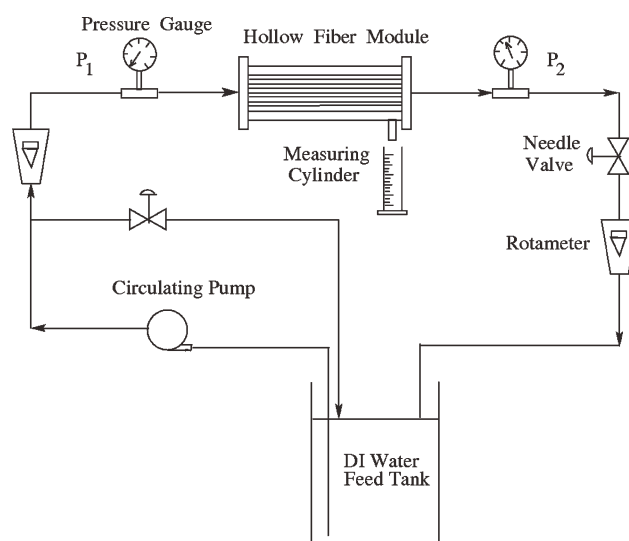 Pressure Gauge
P1
Hollow Fiber Module
P2
Measuring
Cylinder
Needle
Valve
Rotameter
Circulating Pump
DI Water
Feed Tank